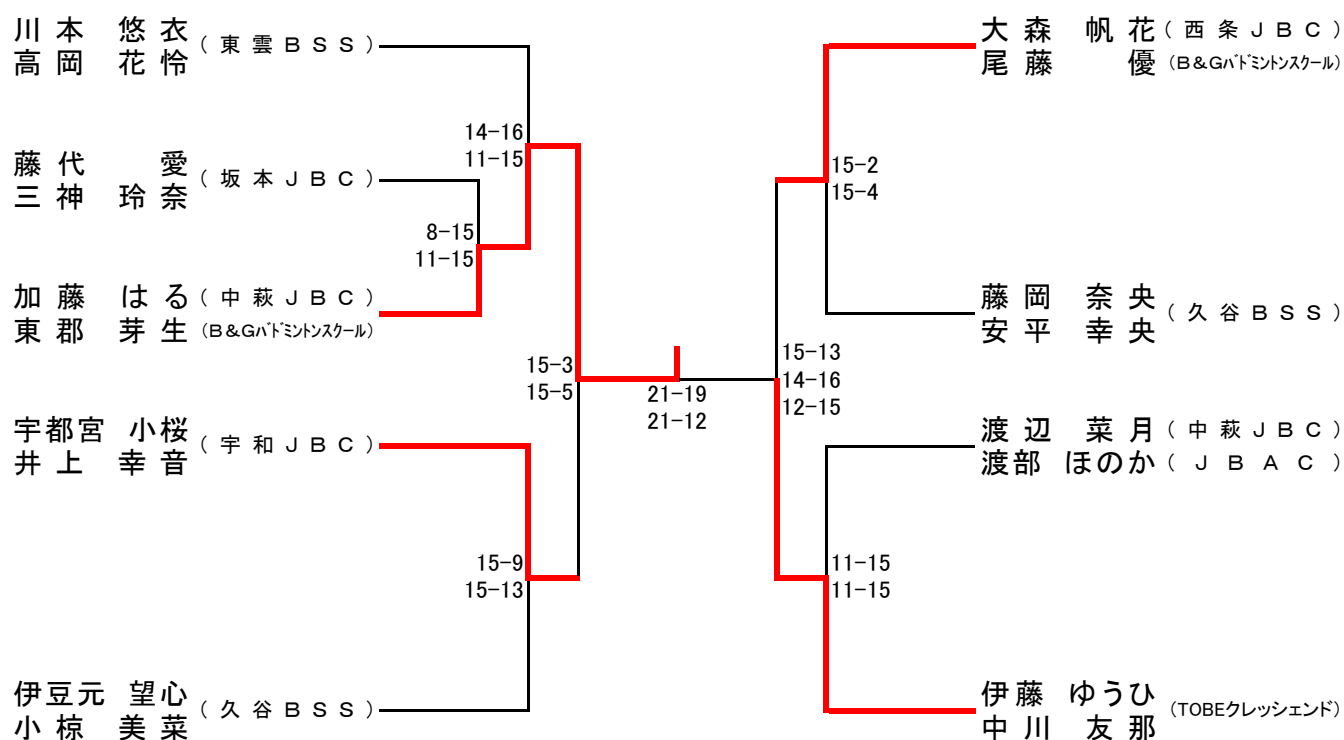 川本 悠衣
高岡 花怜
(東雲BSS)
藤代 愛
三神 玲奈
(坂本JBC)
加藤 はる(中萩JBC)
東郡 芽生(B&Gバドミントンスクール)
宇都宮 小桜
井上 幸音
(宇和JBC)
伊豆元 望心
小椋 美菜
(久谷BSS)
14-16
11-15
8-15
11-15
15-3
15-5
15-9
15-13
21-19
21-12
15-2
15-4
15-13
14-16
12-15
11-15
11-15
大森 帆花(西条JBC)
尾藤 優(B&Gバドミントンスクール)
藤岡 奈央
安平 幸央
(久谷BSS)
渡辺 菜月(中萩JBC)
渡部 ほのか(JBAC)
伊藤 ゆうひ
中川 友那
(TOBEクレッシェンド)